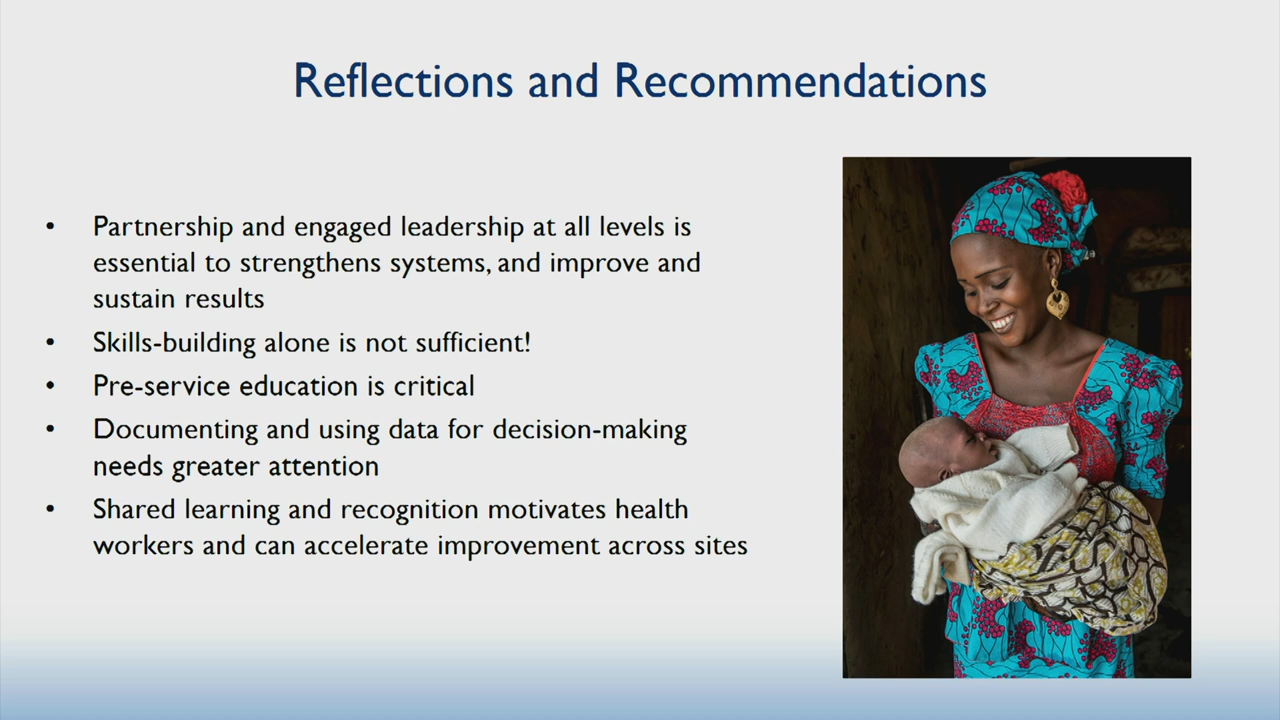 Reflections and Recommendations
• Partnership and engaged leadership at all levels is
essential to strengthens systems, and improve and
sustain results
• Skills-building alone is not sufficient!
• Pre-service education is critical
• Documenting and using data for decision-making
needs greater attention
• Shared learning and recognition motivates health
workers and can accelerate improvement across sites